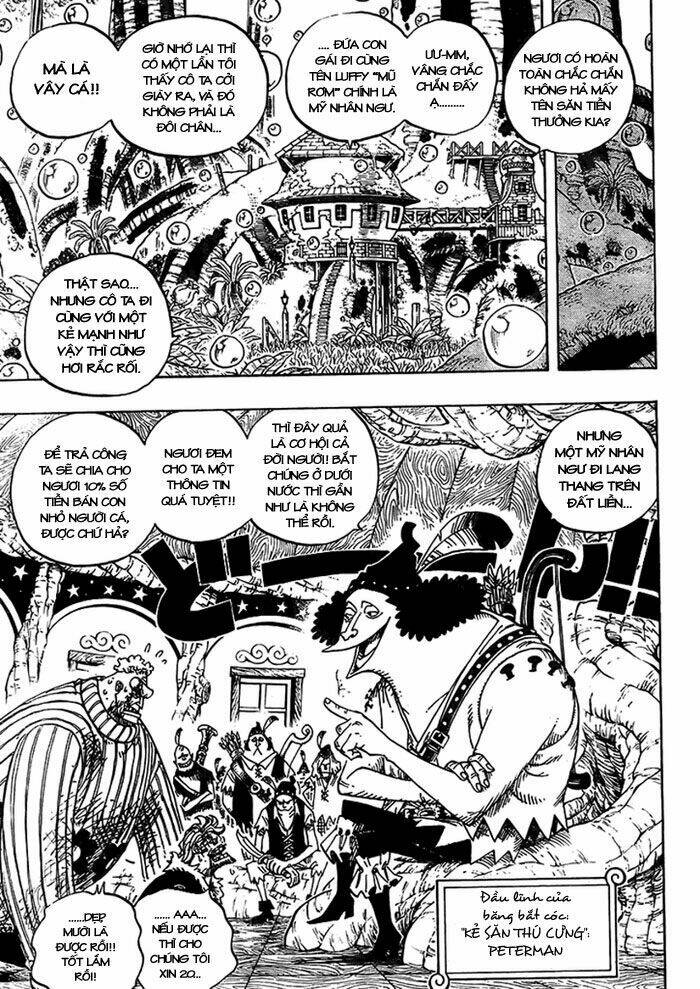 NGƯƠI CÓ HOÀN
TOÀN CHẮC CHẮN
KHÔNG HẢ MẤY
TÊN SĂN TIỀN
THƯỞNG KIA?
ƯƯ-MM,
VÂNG CHẮC
CHẮN ĐẤY
Ạ..........
.... ĐỨA CON
GÁI ĐI CÙNG
TÊN LUFFY "MŨ
RƠM" CHÍNH LÀ
MỸ NHÂN NGƯ.
GIỜ NHỚ LẠI THÌ
CÓ MỘT LẦN TÔI
THẤY CÔ TA CỞI
GIÀY RA, VÀ ĐÓ
KHÔNG PHẢI LÀ
ĐÔI CHÂN...
MÀ LÀ
VÂY CÁ!!
THẬT SAO....
NHƯNG CÔ TA ĐI
CÙNG VỚI MỘT
KẺ MẠNH NHƯ
VẬY THÌ CŨNG
HƠI RẮC RỐI.
NHƯNG
MỘT MỸ NHÂN
NGƯ ĐI LANG
THANG TRÊN
ĐẤT LIỀN...
THÌ ĐÂY QUẢ
LÀ CƠ HỘI CẢ
ĐỜI NGƯỜI! BẮT
CHÚNG Ở DƯỚI
NƯỚC THÌ GẦN
NHƯ LÀ KHÔNG
THỂ RỒI.
NGƯƠI ĐEM
CHO TA MỘT
THÔNG TIN
QUÁ TUYỆT!!
ĐỂ TRẢ CÔNG
TA SẼ CHIA CHO
NGƯƠI 10% SỐ
TIỀN BÁN CON
NHỎ NGƯỜI CÁ,
ĐƯỢC CHỨ HẢ?
ど――ん!!
...... AAA...
NẾU ĐƯỢC
THÌ CHO
CHÚNG TÔI
XIN 20...
......DẸP
MƯỜI LÀ
ĐƯỢC RỒI!!!
TỐT LẮM
RỒI!
Đầu lĩnh của
băng bắt cóc:
"KẺ SĂN THÚ CƯNG":
PETERMAN